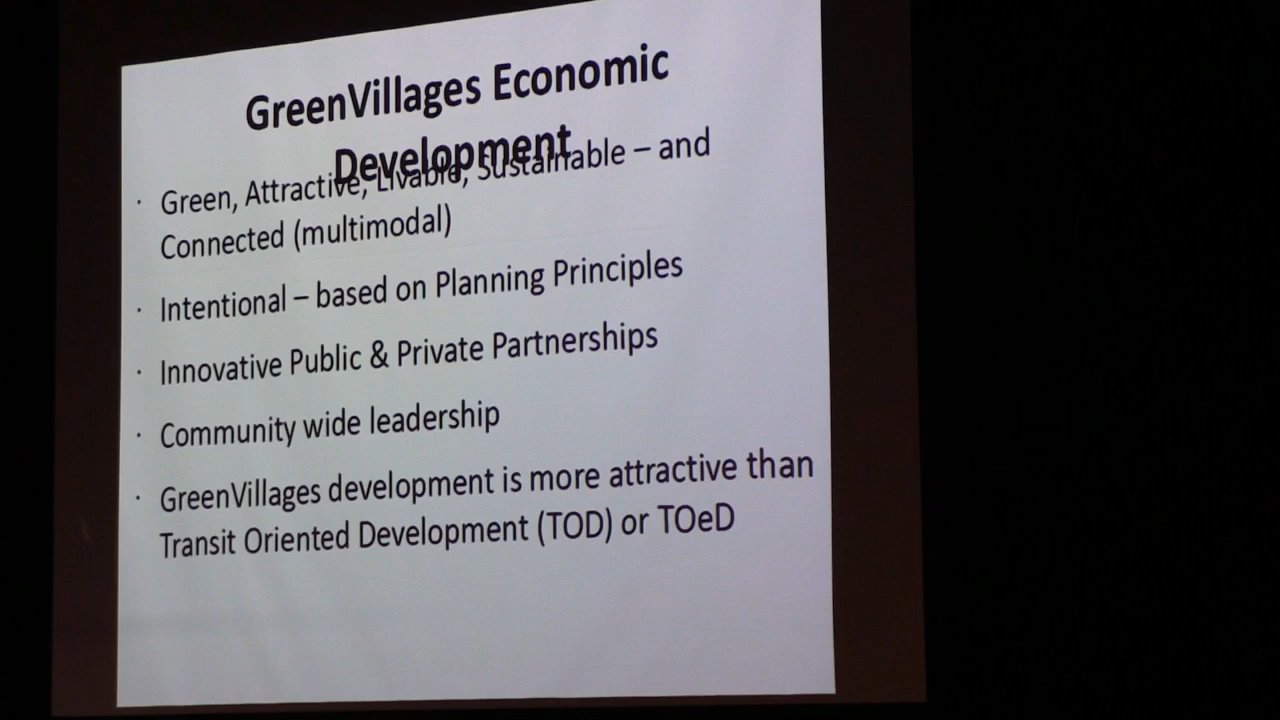 GreenVillages Economic
Development
· Green, Attractive, Livable, Sustainable – and
Connected (multimodal)
· Intentional – based on Planning Principles
· Innovative Public & Private Partnerships
· Community wide leadership
· GreenVillages development is more attractive than
Transit Oriented Development (TOD) or TOeD